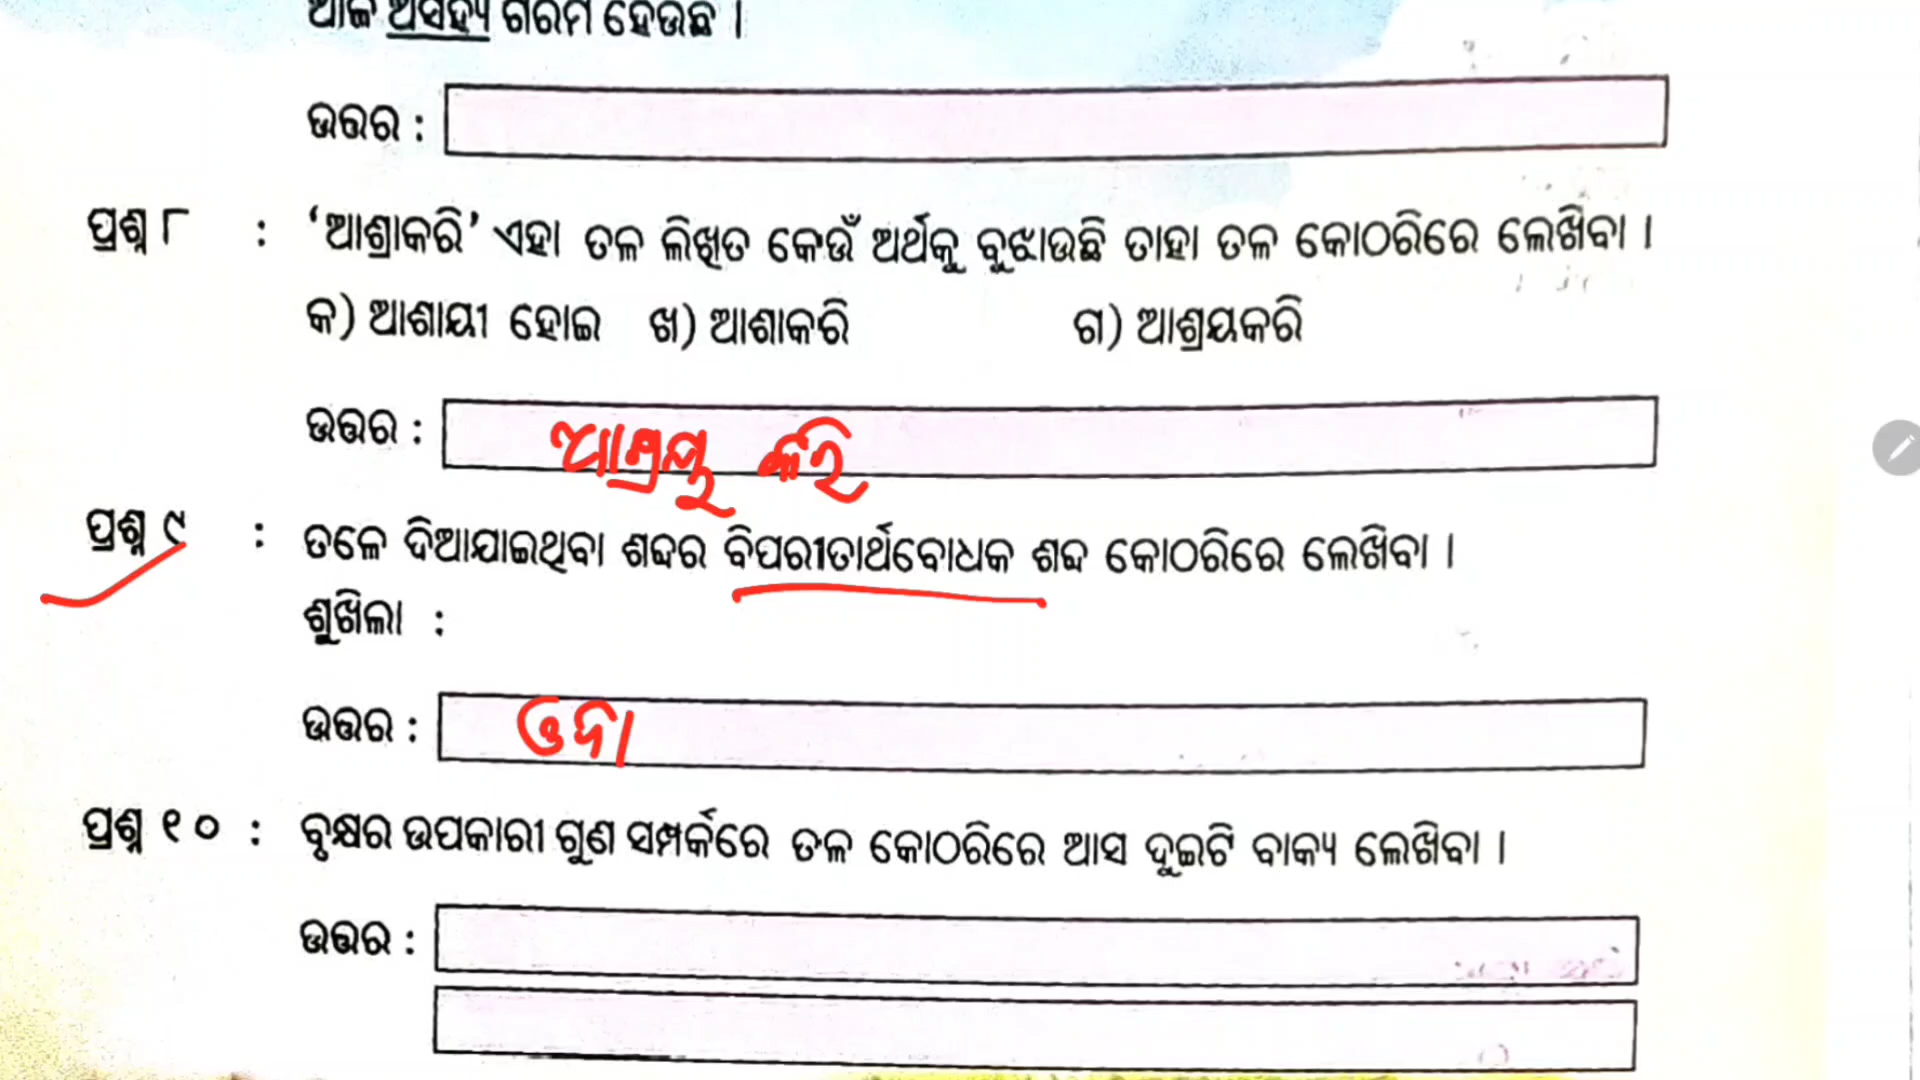 ଆଜି ଅସହ୍ୟ ଗରମ ହେଉଛି ।
ଉତ୍ତର :
ପ୍ରଶ୍ନ ୮ : ‘ଆଶ୍ରାକରି’ ଏହା ତଳ ଲିଖିତ କେଉଁ ଅର୍ଥକୁ ବୁଝାଉଛି ତାହା ତଳ କୋଠରିରେ ଲେଖିବା ।
କ) ଆଶାୟୀ ହୋଇ ଖ) ଆଶାକରି ଗ) ଆଶ୍ରୟକରି
ଉତ୍ତର : ଆଶ୍ରୟ କରି
ପ୍ରଶ୍ନ ୯ : ତଳେ ଦିଆଯାଇଥିବା ଶବ୍ଦର ବିପରୀତାର୍ଥବୋଧକ ଶବ୍ଦ କୋଠରିରେ ଲେଖିବା ।
ଶୁଖିଲା :
ଉତ୍ତର : ଓଦା
ପ୍ରଶ୍ନ ୧୦ : ବୃକ୍ଷର ଉପକାରୀ ଗୁଣ ସମ୍ପର୍କରେ ତଳ କୋଠରିରେ ଆସ ଦୁଇଟି ବାକ୍ୟ ଲେଖିବା ।
ଉତ୍ତର :